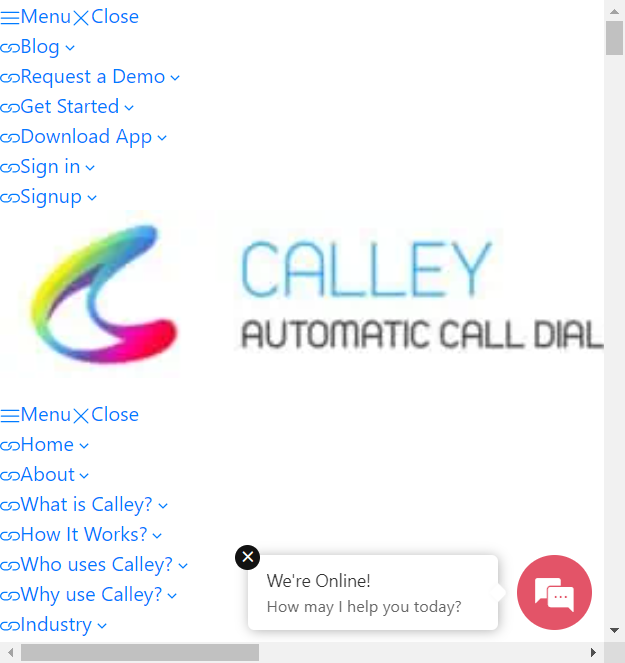 Menu Close
Blog
Request a Demo
Get Started
Download App
Sign in
Signup
CALLEY
AUTOMATIC CALL DIAL
Menu Close
Home
About
What is Calley?
How It Works?
Who uses Calley?
Why use Calley?
Industry
We're Online!
How may I help you today?